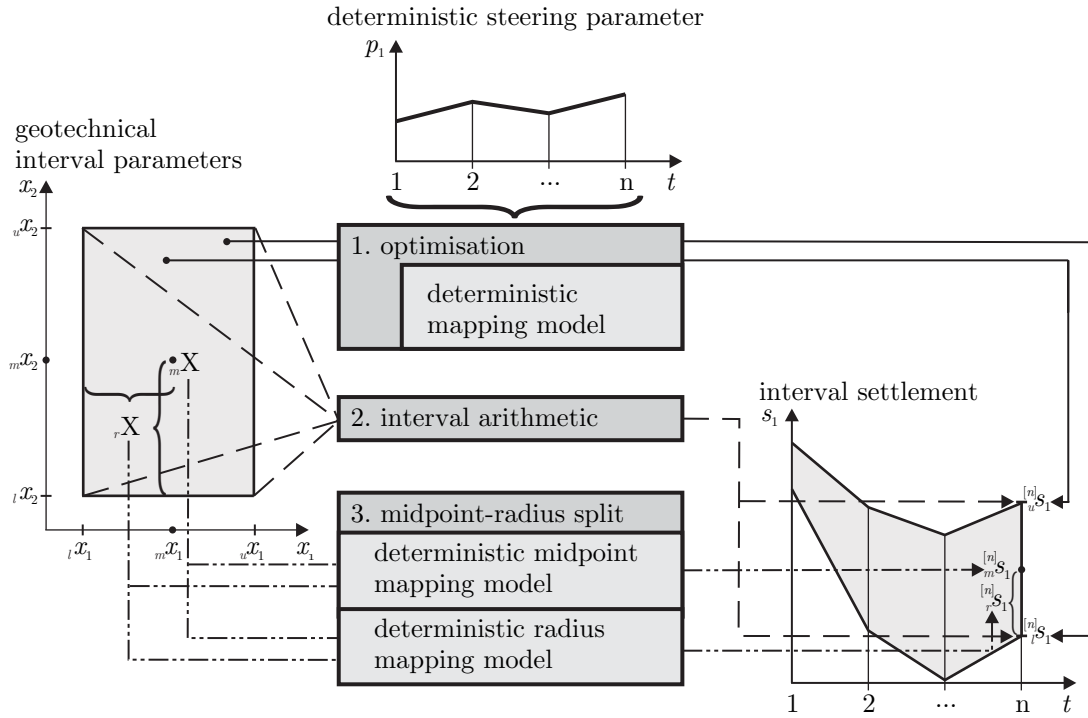 deterministic steering parameter
p₁
1 2 ... n t
geotechnical
interval parameters
x₂
ᵤx₂
ₘx₂
ₗx₂
ₘX
ᵣX
ₗx₁ ₘx₁ ᵤx₁ x₁
1. optimisation
deterministic
mapping model
2. interval arithmetic
3. midpoint-radius split
deterministic midpoint
mapping model
deterministic radius
mapping model
interval settlement
s₁
[n]ᵤs₁
[n]ₘs₁
[n]ᵣs₁
[n]ₗs₁
1 2 ... n t